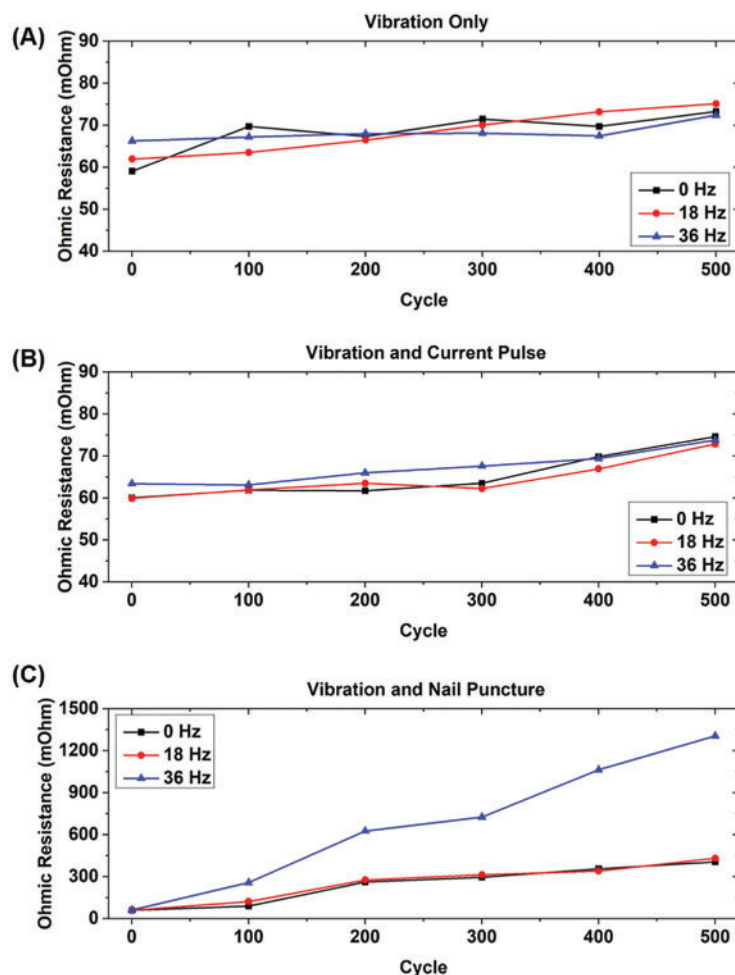 (A)
Vibration Only
Ohmic Resistance (mOhm)
90
80
70
60
50
40
0 Hz
18 Hz
36 Hz
0 100 200 300 400 500
Cycle
(B)
Vibration and Current Pulse
Ohmic Resistance (mOhm)
90
80
70
60
50
40
0 Hz
18 Hz
36 Hz
0 100 200 300 400 500
Cycle
(C)
Vibration and Nail Puncture
Ohmic Resistance (mOhm)
1500
1200
900
600
300
0
0 Hz
18 Hz
36 Hz
0 100 200 300 400 500
Cycle